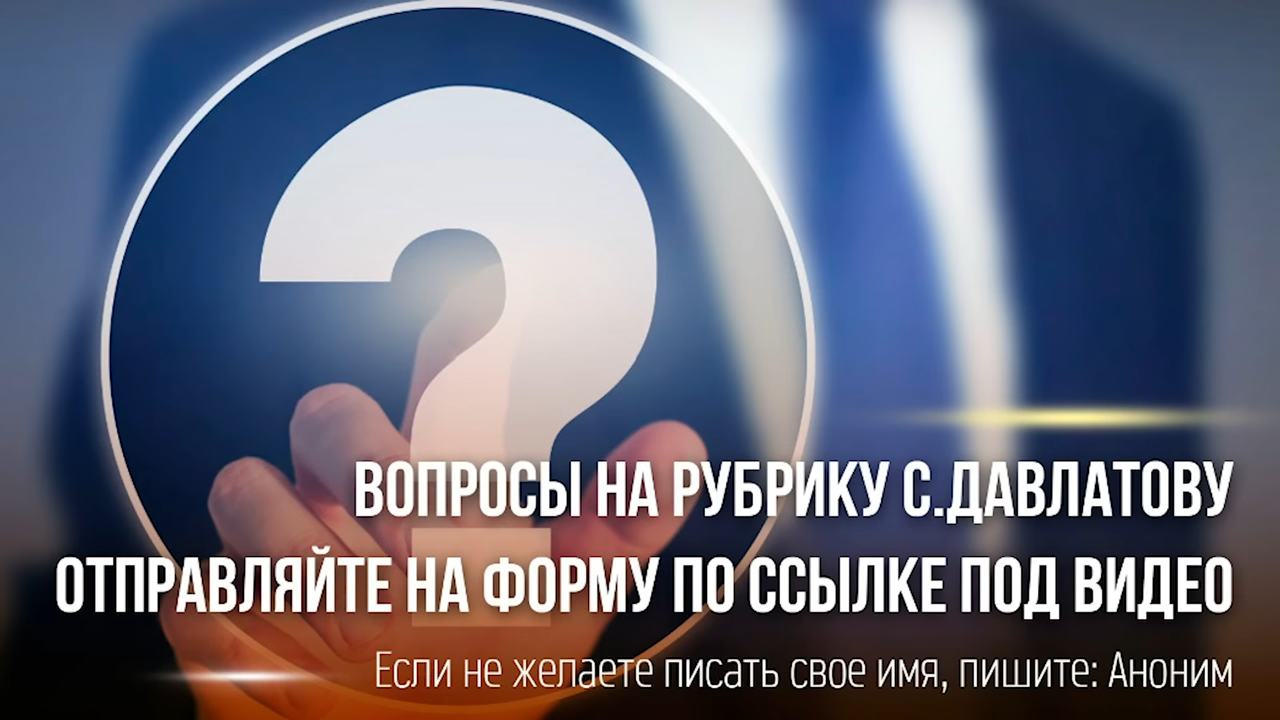 ВОПРОСЫ НА РУБРИКУ С.ДАВЛАТОВУ
ОТПРАВЛЯЙТЕ НА ФОРМУ ПО ССЫЛКЕ ПОД ВИДЕО
Если не желаете писать свое имя, пишите: Аноним